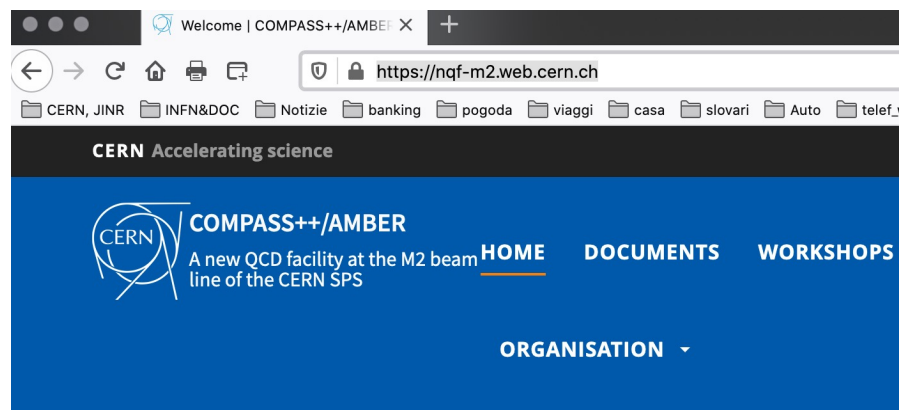 Welcome | COMPASS++/AMBER
https://nqf-m2.web.cern.ch
CERN, JINR INFN&DOC Notizie banking pogoda viaggi casa slovari Auto telef_
CERN Accelerating science
CERN
COMPASS++/AMBER
A new QCD facility at the M2 beam
line of the CERN SPS
HOME DOCUMENTS WORKSHOPS
ORGANISATION